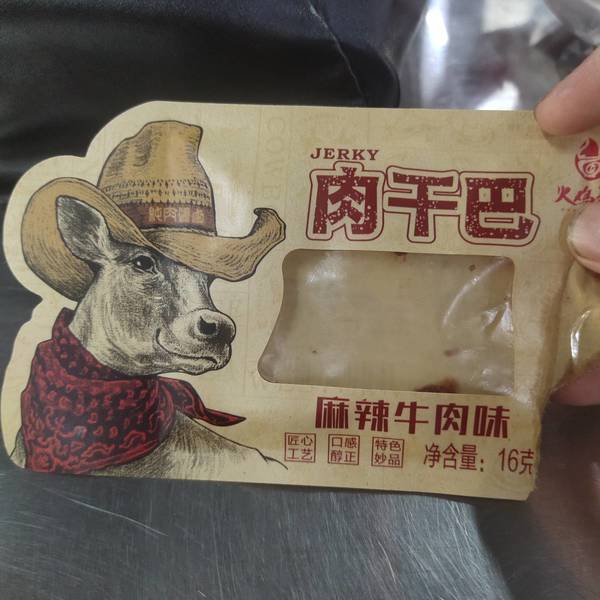 JERKY
肉干巴
麻辣牛肉味
匠心工艺
口感醇正
特色妙品
净含量：16克